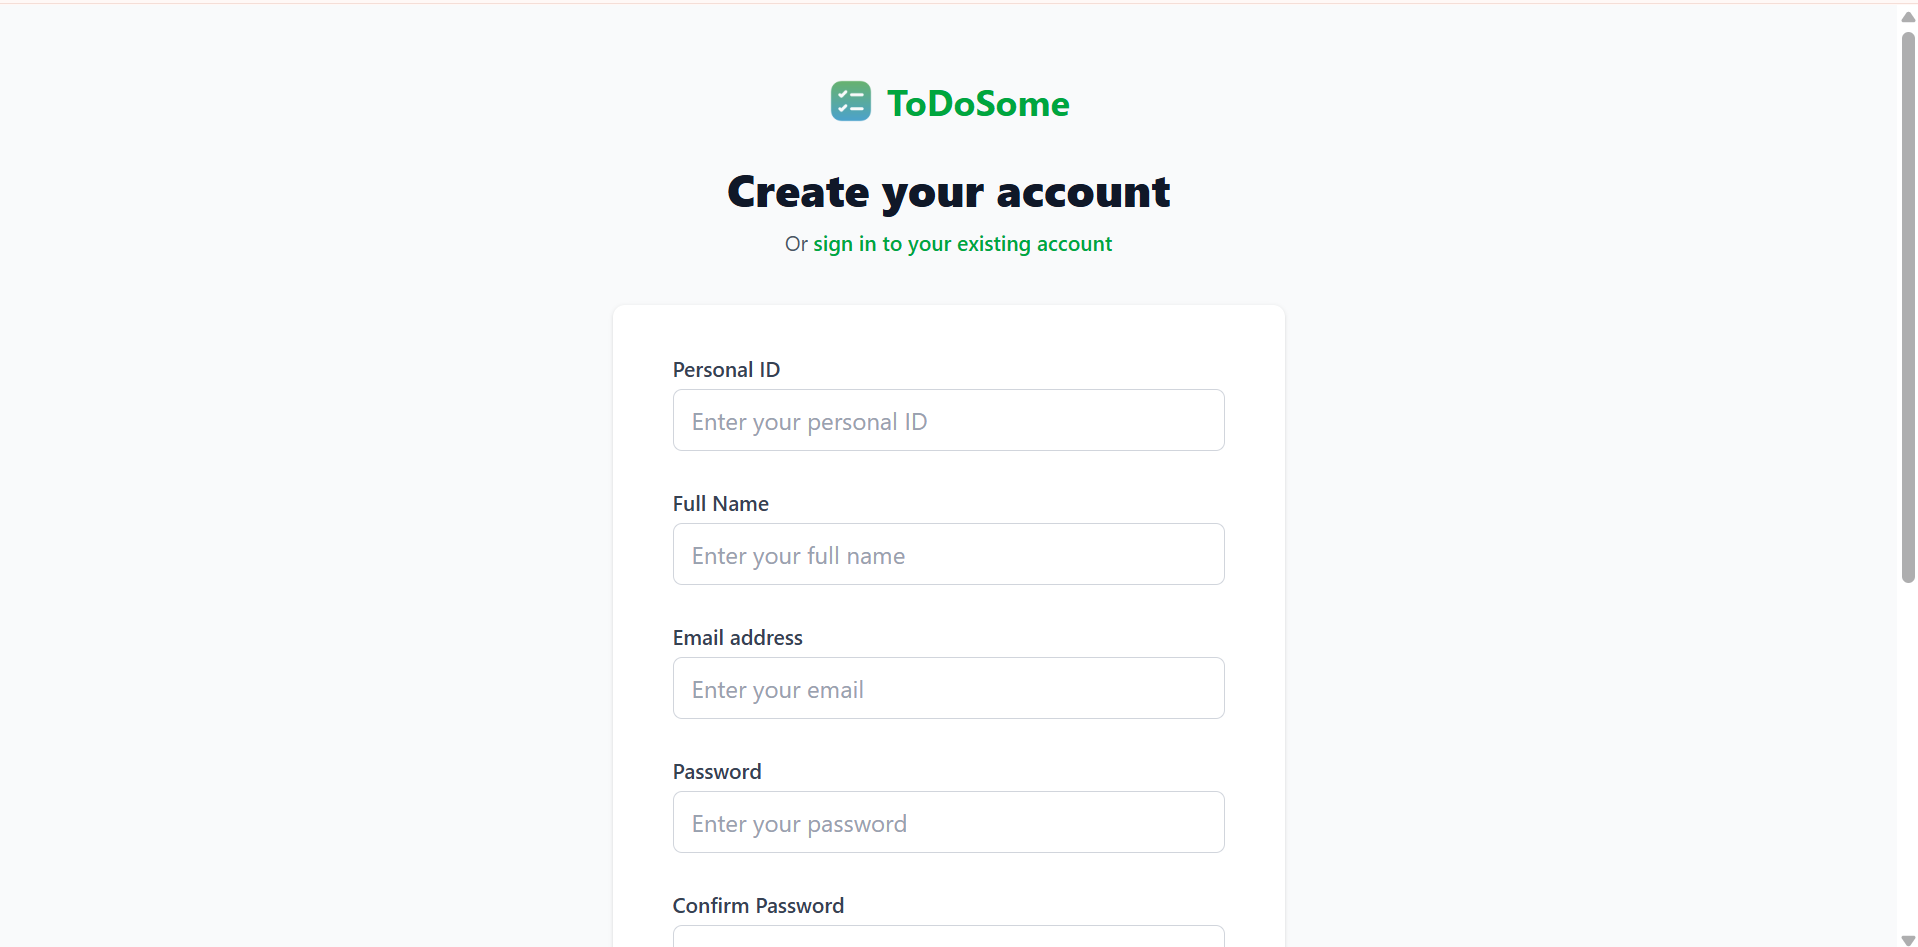 ToDoSome
Create your account
Or sign in to your existing account
Personal ID
Enter your personal ID
Full Name
Enter your full name
Email address
Enter your email
Password
Enter your password
Confirm Password